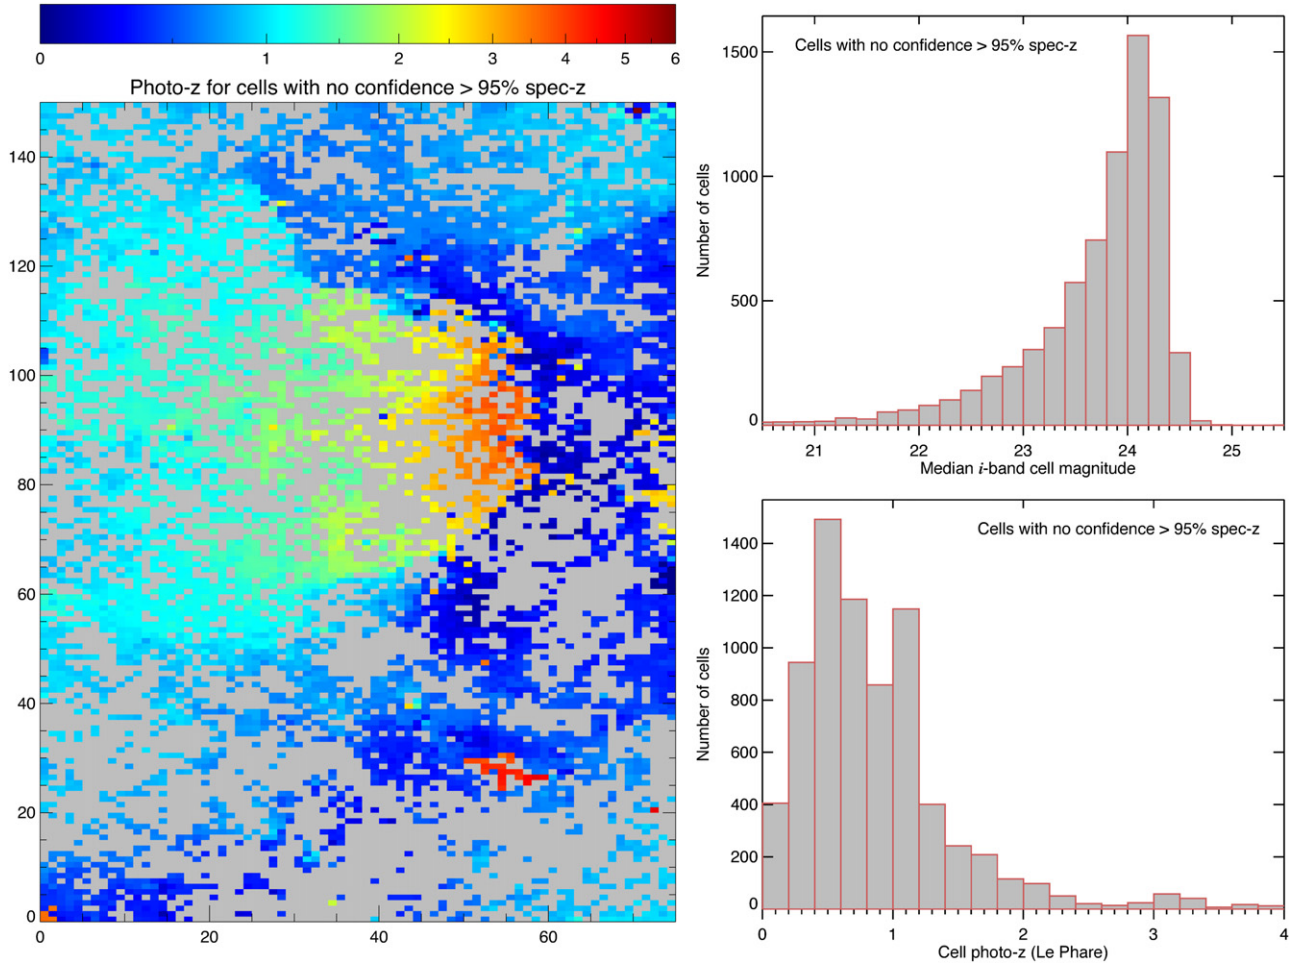 0 1 2 3 4 5 6
Photo-z for cells with no confidence > 95% spec-z
140
120
100
80
60
40
20
0
0 20 40 60
Cells with no confidence > 95% spec-z
1500
1000
500
0
Number of cells
21 22 23 24 25
Median i-band cell magnitude
Cells with no confidence > 95% spec-z
1400
1200
1000
800
600
400
200
0
Number of cells
0 1 2 3 4
Cell photo-z (Le Phare)